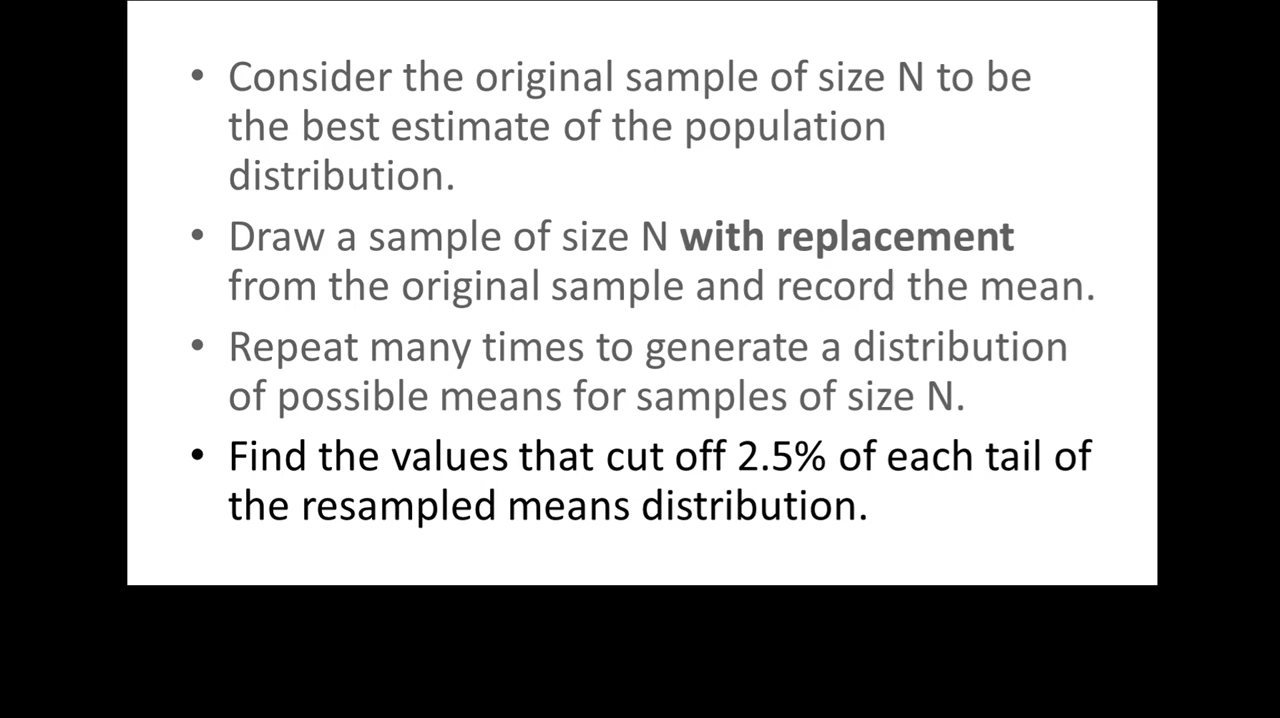 • Consider the original sample of size N to be
the best estimate of the population
distribution.
• Draw a sample of size N with replacement
from the original sample and record the mean.
• Repeat many times to generate a distribution
of possible means for samples of size N.
• Find the values that cut off 2.5% of each tail of
the resampled means distribution.